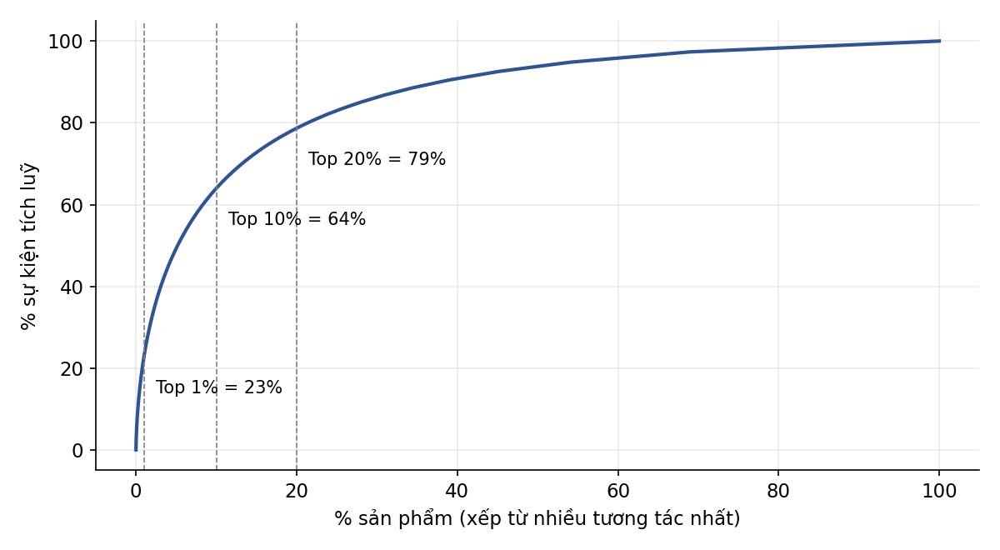 100
80
60
40
20
0
% sự kiện tích luỹ
Top 20% = 79%
Top 10% = 64%
Top 1% = 23%
0 20 40 60 80 100
% sản phẩm (xếp từ nhiều tương tác nhất)